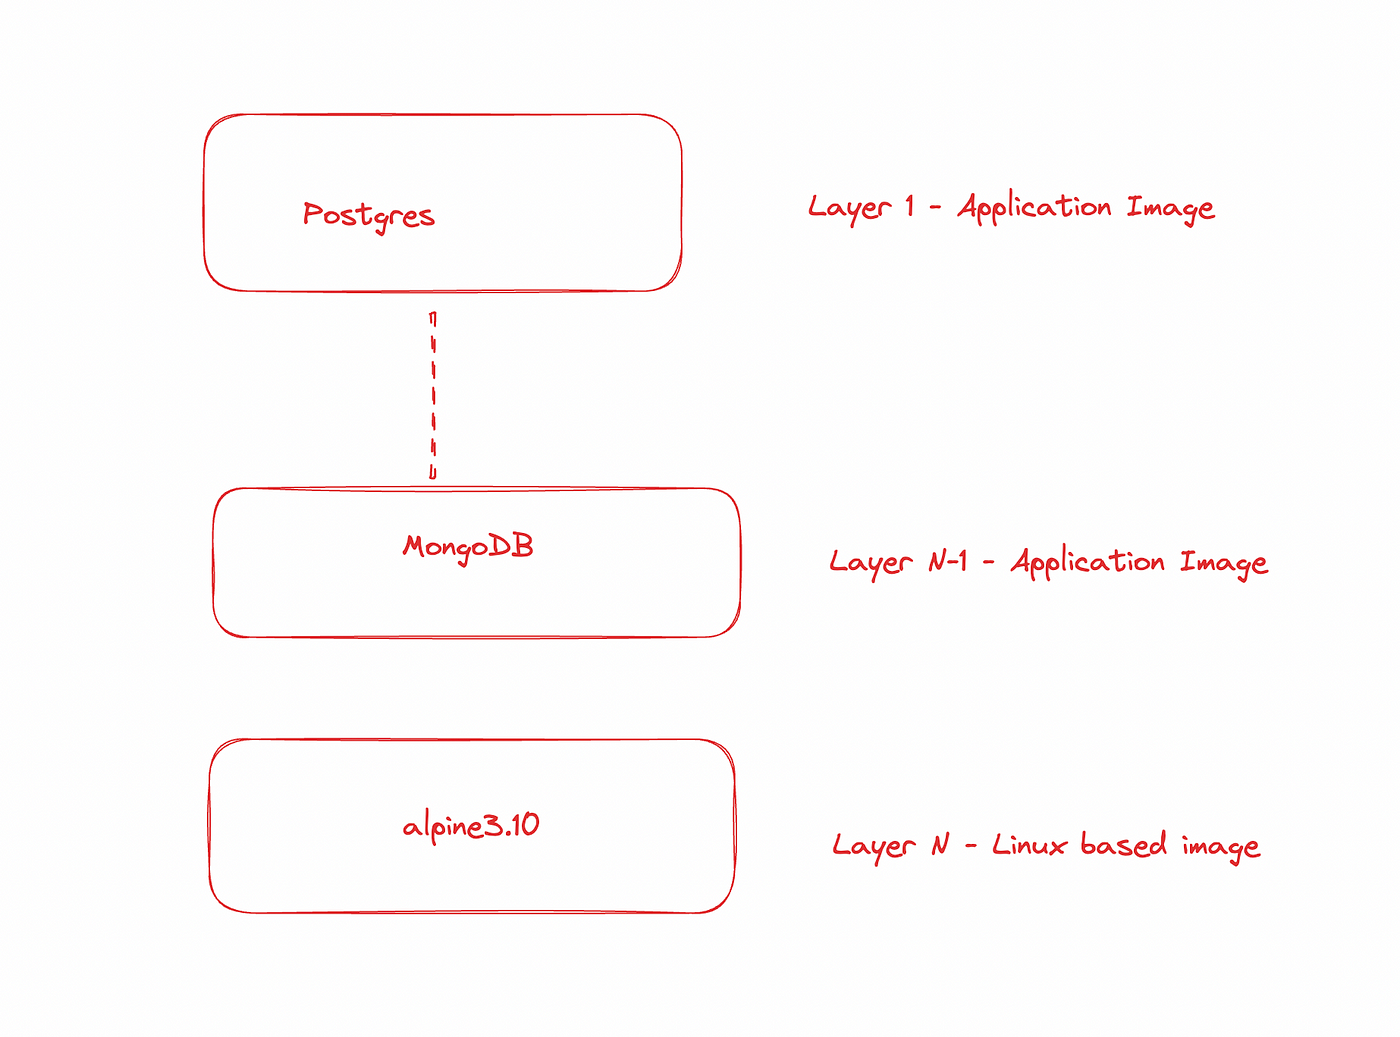 Postgres
Layer 1 - Application Image
MongoDB
Layer N-1 - Application Image
alpine3.10
Layer N - Linux based image